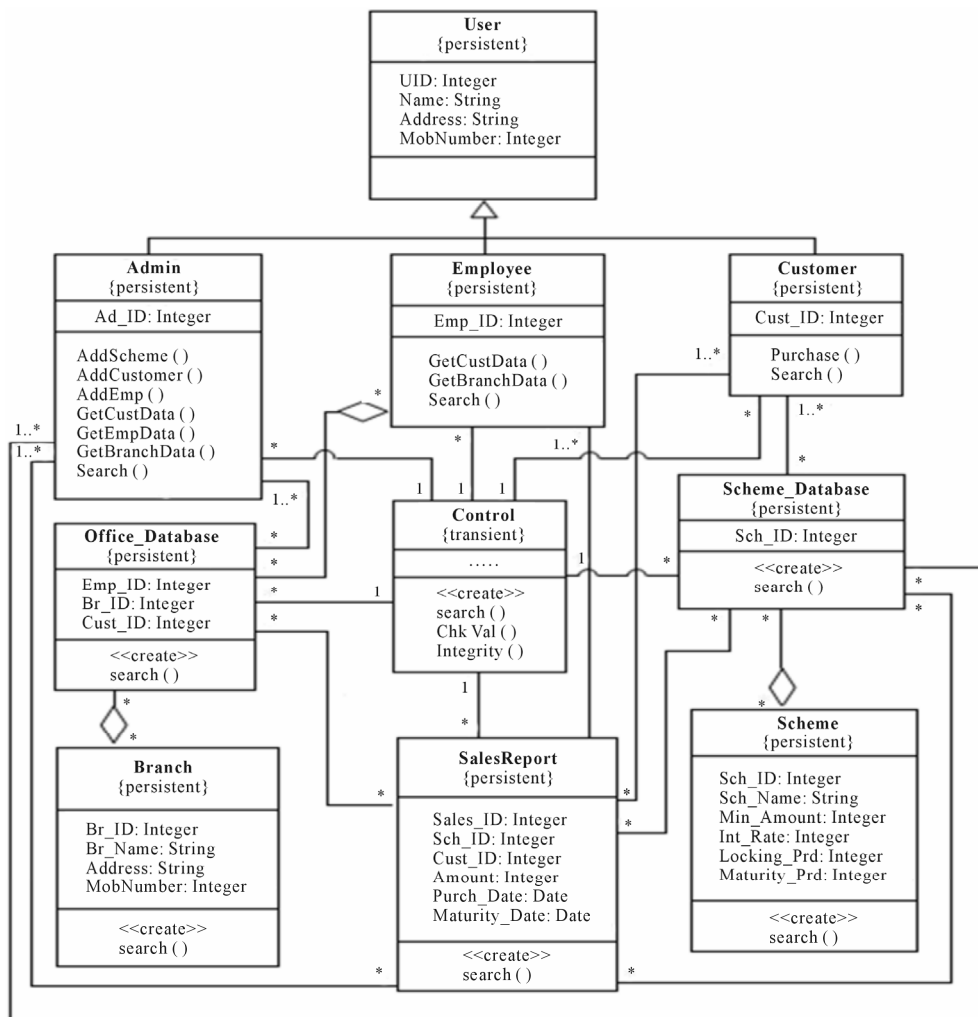 User
{persistent}
UID: Integer
Name: String
Address: String
MobNumber: Integer
Admin
{persistent}
Ad_ID: Integer
AddScheme ( )
AddCustomer ( )
AddEmp ( )
GetCustData ( )
GetEmpData ( )
GetBranchData ( )
Search ( )
Employee
{persistent}
Emp_ID: Integer
GetCustData ( )
GetBranchData ( )
Search ( )
Customer
{persistent}
Cust_ID: Integer
Purchase ( )
Search ( )
1..*
*
1..*
1..*
*
*
1..*
*
1..*
1
1
1
1..*
*
Office_Database
{persistent}
Emp_ID: Integer
Br_ID: Integer
Cust_ID: Integer
<<create>>
search ( )
*
*
*
*
1
Control
{transient}
.....
<<create>>
search ( )
Chk Val ( )
Integrity ( )
1
*
Scheme_Database
{persistent}
Sch_ID: Integer
<<create>>
search ( )
*
*
*
*
1
*
*
*
*
*
Branch
{persistent}
Br_ID: Integer
Br_Name: String
Address: String
MobNumber: Integer
<<create>>
search ( )
*
*
SalesReport
{persistent}
Sales_ID: Integer
Sch_ID: Integer
Cust_ID: Integer
Amount: Integer
Purch_Date: Date
Maturity_Date: Date
<<create>>
search ( )
*
*
*
Scheme
{persistent}
Sch_ID: Integer
Sch_Name: String
Min_Amount: Integer
Int_Rate: Integer
Locking_Prd: Integer
Maturity_Prd: Integer
<<create>>
search ( )